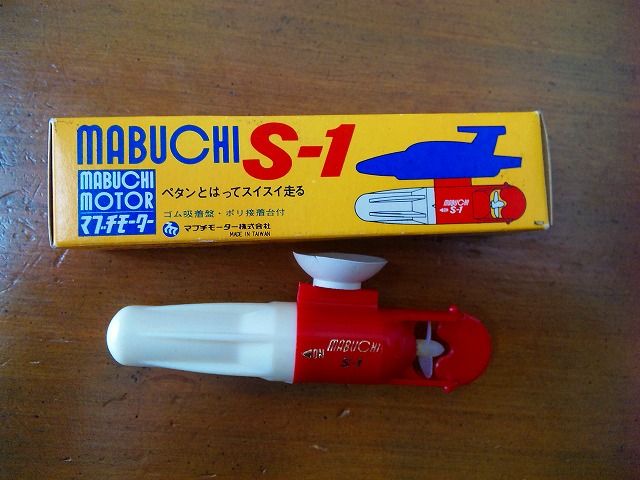 MABUCHI S-1
MABUCHI
MOTOR
マブチモーター
ペタンとはってスイスイ走る
ゴム吸着盤・ポリ接着台付
マブチモーター株式会社
MADE IN TAIWAN
MABUCHI
S-1
ON MABUCHI
S-1